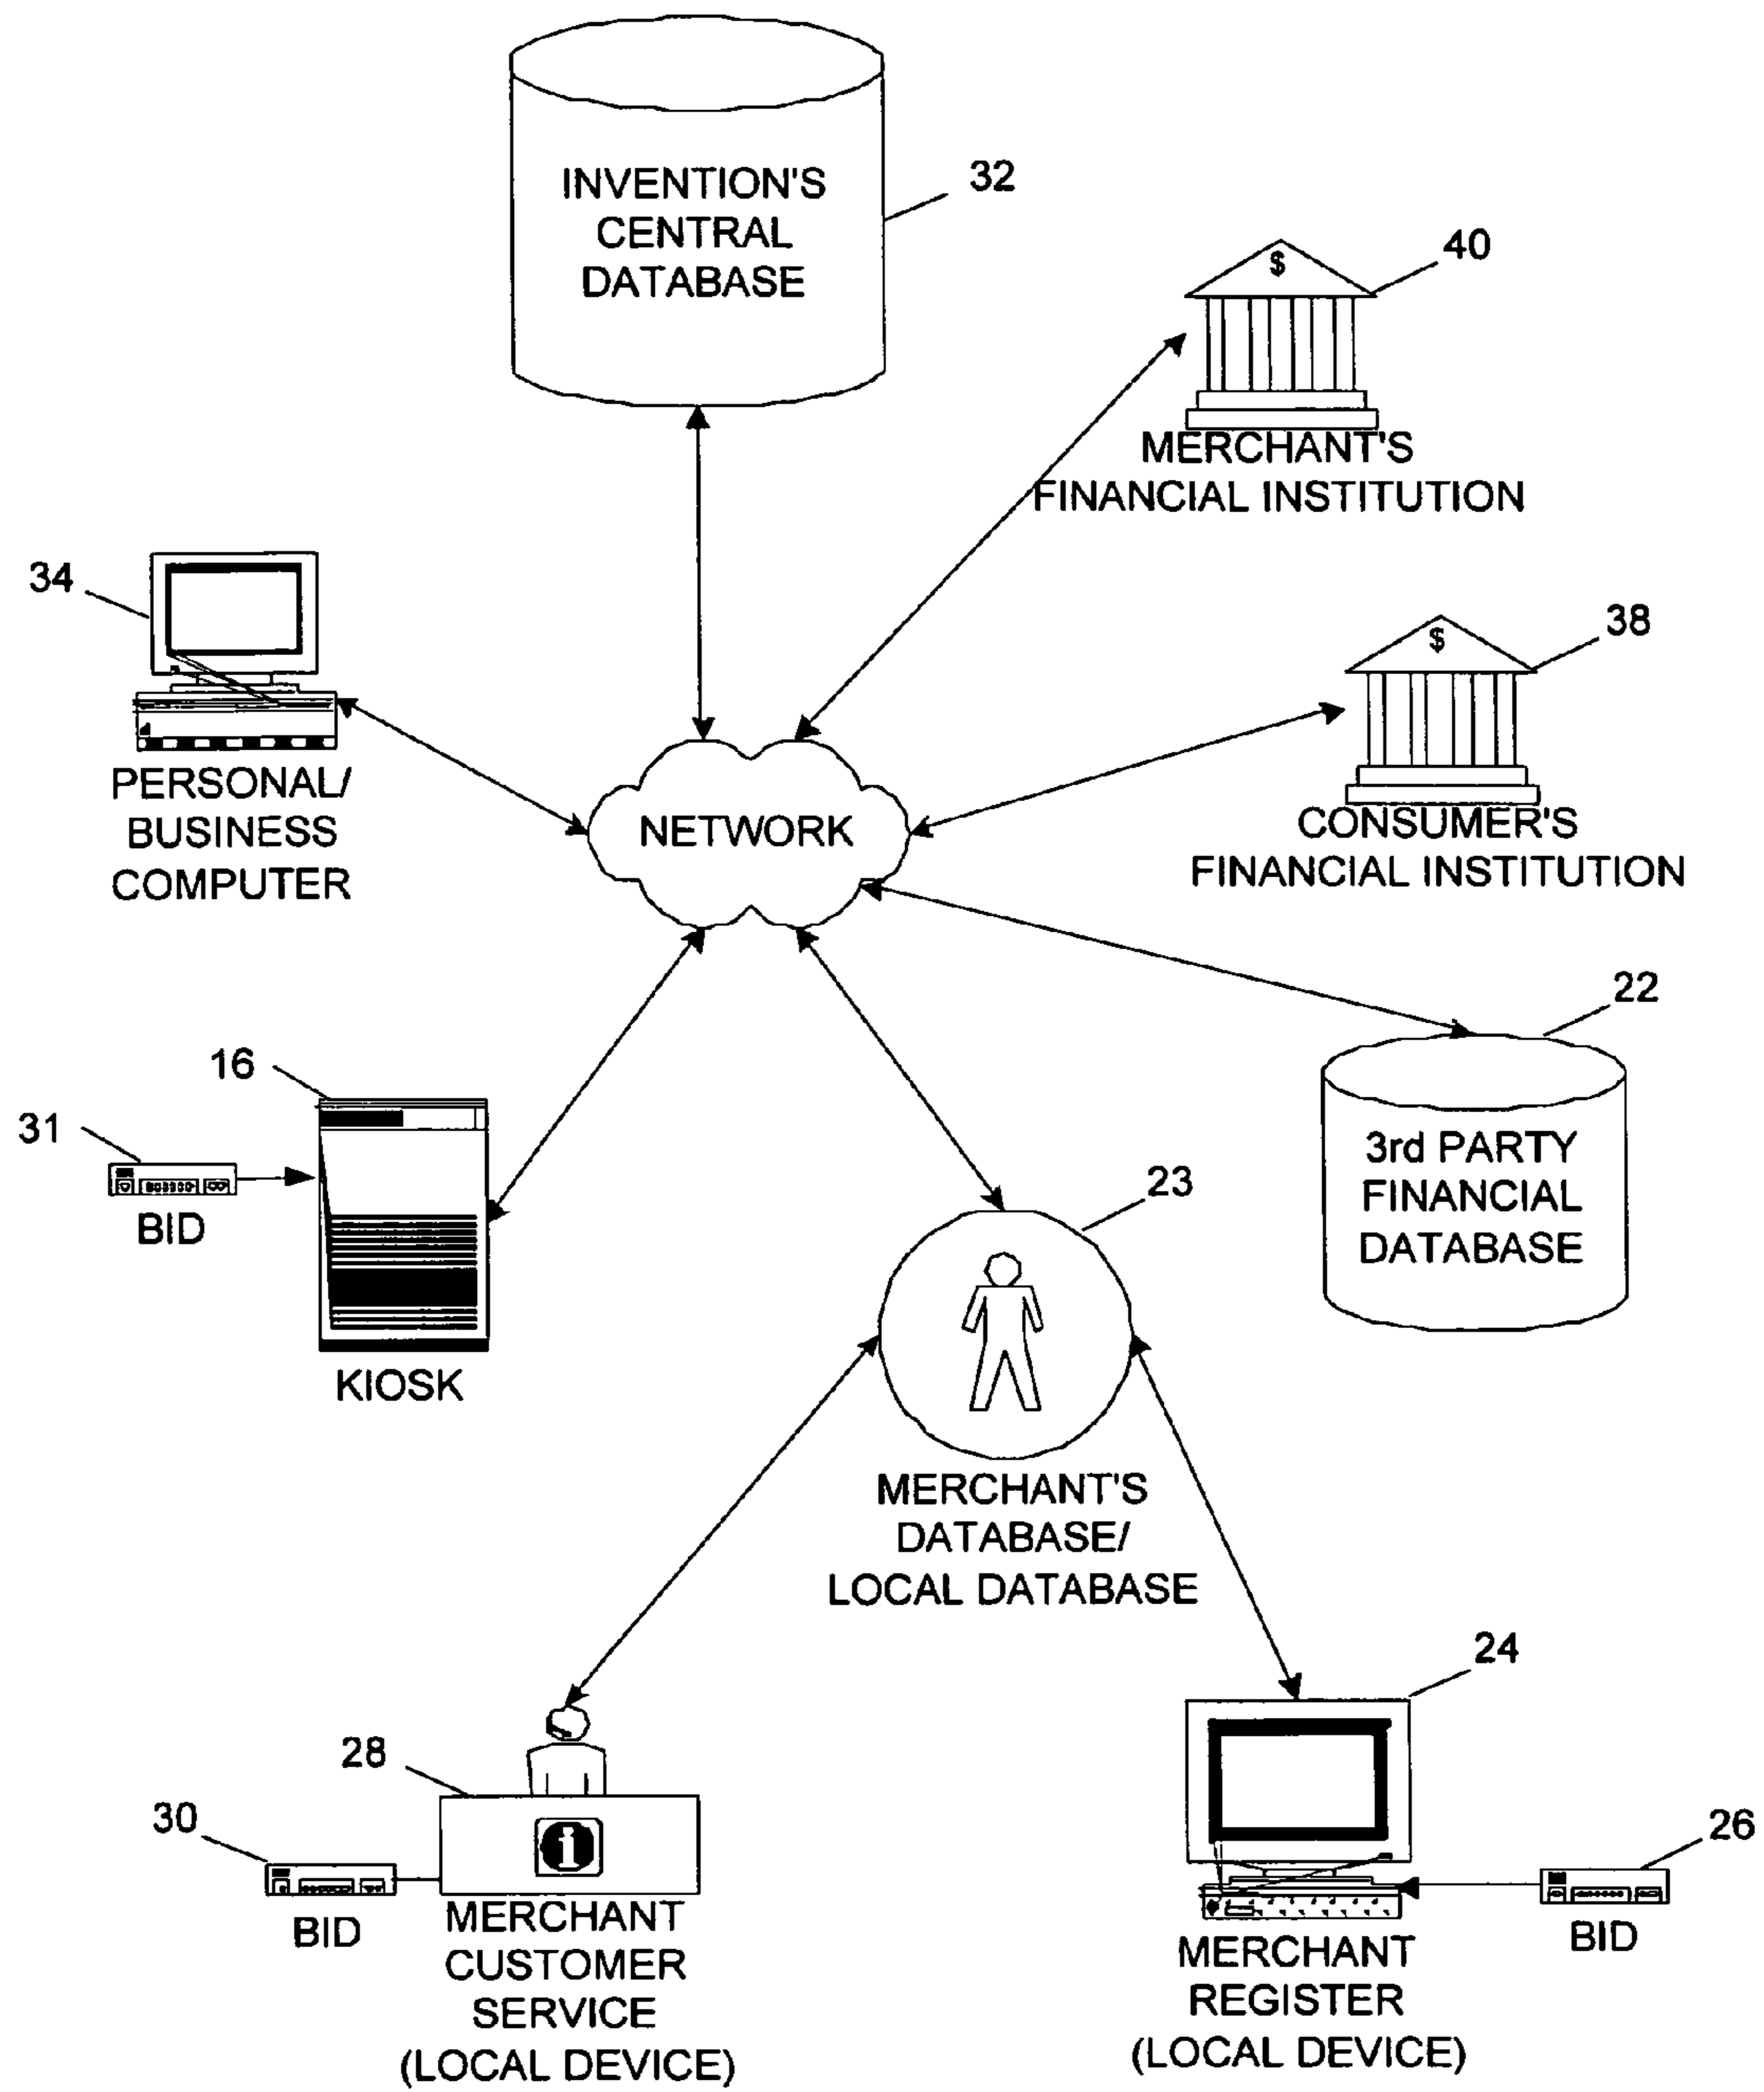 INVENTION'S
CENTRAL
DATABASE
32
$
40
MERCHANT'S
FINANCIAL INSTITUTION
34
PERSONAL/
BUSINESS
COMPUTER
$
38
CONSUMER'S
FINANCIAL INSTITUTION
NETWORK
22
3rd PARTY
FINANCIAL
DATABASE
16
31
BID
KIOSK
23
MERCHANT'S
DATABASE/
LOCAL DATABASE
28
30
i
BID
MERCHANT
CUSTOMER
SERVICE
(LOCAL DEVICE)
24
26
BID
MERCHANT
REGISTER
(LOCAL DEVICE)